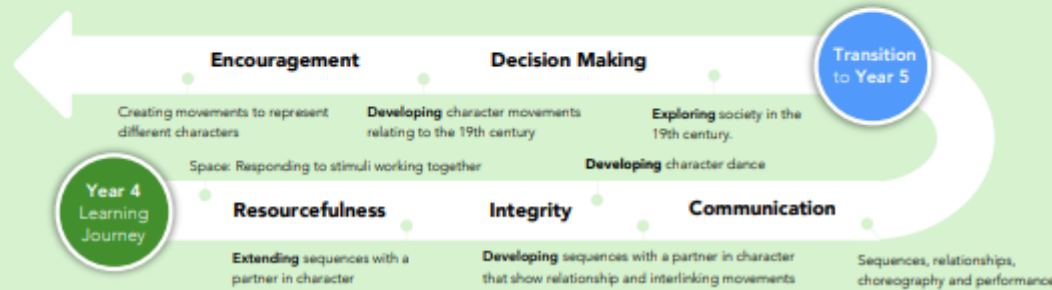 Encouragement
Decision Making
Transition
to Year 5
Creating movements to represent
different characters
Developing character movements
relating to the 19th century
Exploring society in the
19th century.
Space: Responding to stimuli working together
Developing character dance
Year 4
Learning
Journey
Resourcefulness
Integrity
Communication
Extending sequences with a
partner in character
Developing sequences with a partner in character
that show relationship and interlinking movements
Sequences, relationships,
choreography and performance